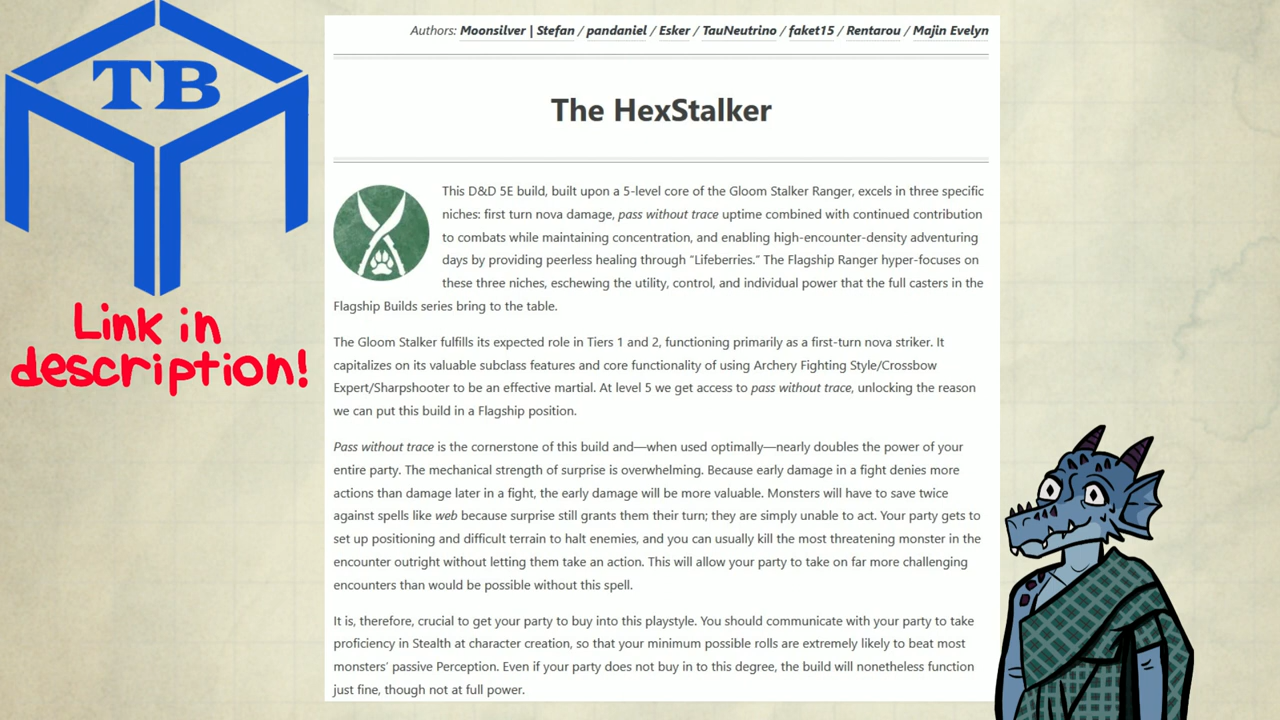 TB
Link in
description!
Authors: Moonsilver | Stefan / pandaniel / Esker / TauNeutrino / faket15 / Rentarou / Majin Evelyn
The HexStalker
This D&D 5E build, built upon a 5-level core of the Gloom Stalker Ranger, excels in three specific
niches: first turn nova damage, pass without trace uptime combined with continued contribution
to combats while maintaining concentration, and enabling high-encounter-density adventuring
days by providing peerless healing through “Lifeberries.” The Flagship Ranger hyper-focuses on
these three niches, eschewing the utility, control, and individual power that the full casters in the
Flagship Builds series bring to the table.
The Gloom Stalker fulfills its expected role in Tiers 1 and 2, functioning primarily as a first-turn nova striker. It
capitalizes on its valuable subclass features and core functionality of using Archery Fighting Style/Crossbow
Expert/Sharpshooter to be an effective martial. At level 5 we get access to pass without trace, unlocking the reason
we can put this build in a Flagship position.
Pass without trace is the cornerstone of this build and—when used optimally—nearly doubles the power of your
entire party. The mechanical strength of surprise is overwhelming. Because early damage in a fight denies more
actions than damage later in a fight, the early damage will be more valuable. Monsters will have to save twice
against spells like web because surprise still grants them their turn; they are simply unable to act. Your party gets to
set up positioning and difficult terrain to halt enemies, and you can usually kill the most threatening monster in the
encounter outright without letting them take an action. This will allow your party to take on far more challenging
encounters than would be possible without this spell.
It is, therefore, crucial to get your party to buy into this playstyle. You should communicate with your party to take
proficiency in Stealth at character creation, so that your minimum possible rolls are extremely likely to beat most
monsters’ passive Perception. Even if your party does not buy in to this degree, the build will nonetheless function
just fine, though not at full power.